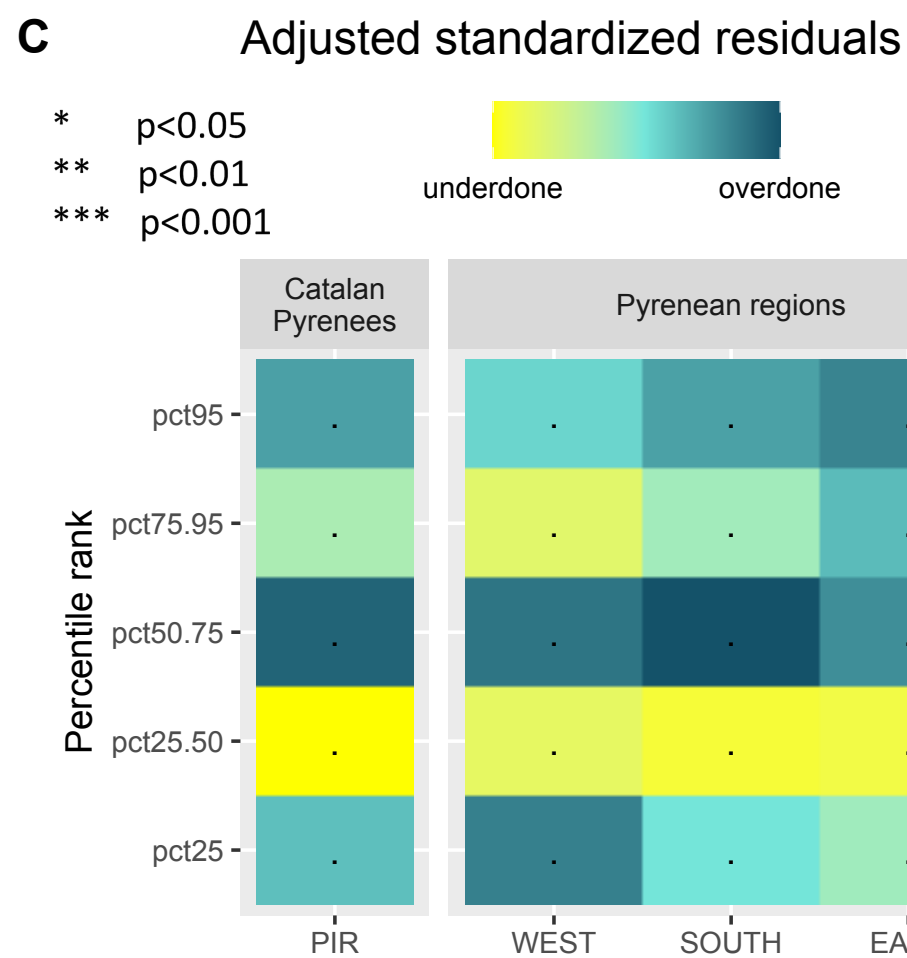 C Adjusted standardized residuals
* p<0.05
** p<0.01
*** p<0.001
underdone overdone
Catalan
Pyrenees
Pyrenean regions
Percentile rank
pct95
pct75.95
pct50.75
pct25.50
pct25
PIR WEST SOUTH EA